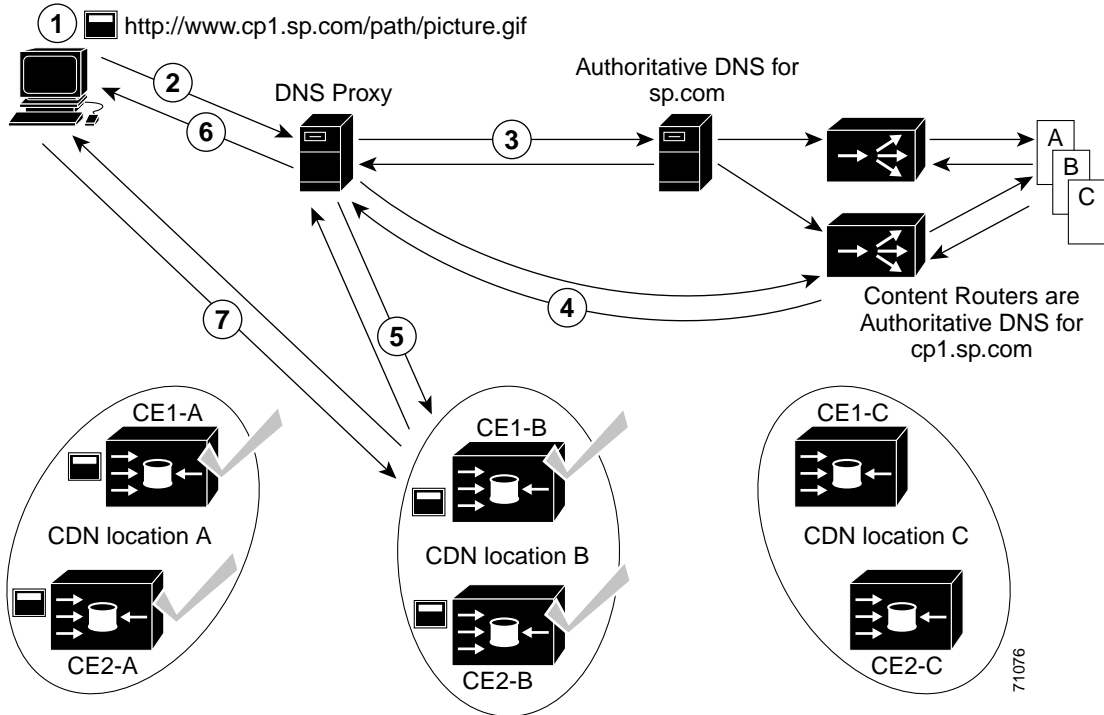 1
http://www.cp1.sp.com/path/picture.gif
2
DNS Proxy
Authoritative DNS for
sp.com
6
3
A
B
C
7
5
4
Content Routers are
Authoritative DNS for
cp1.sp.com
CE1-A
CDN location A
CE2-A
CE1-B
CDN location B
CE2-B
CE1-C
CDN location C
CE2-C
71076